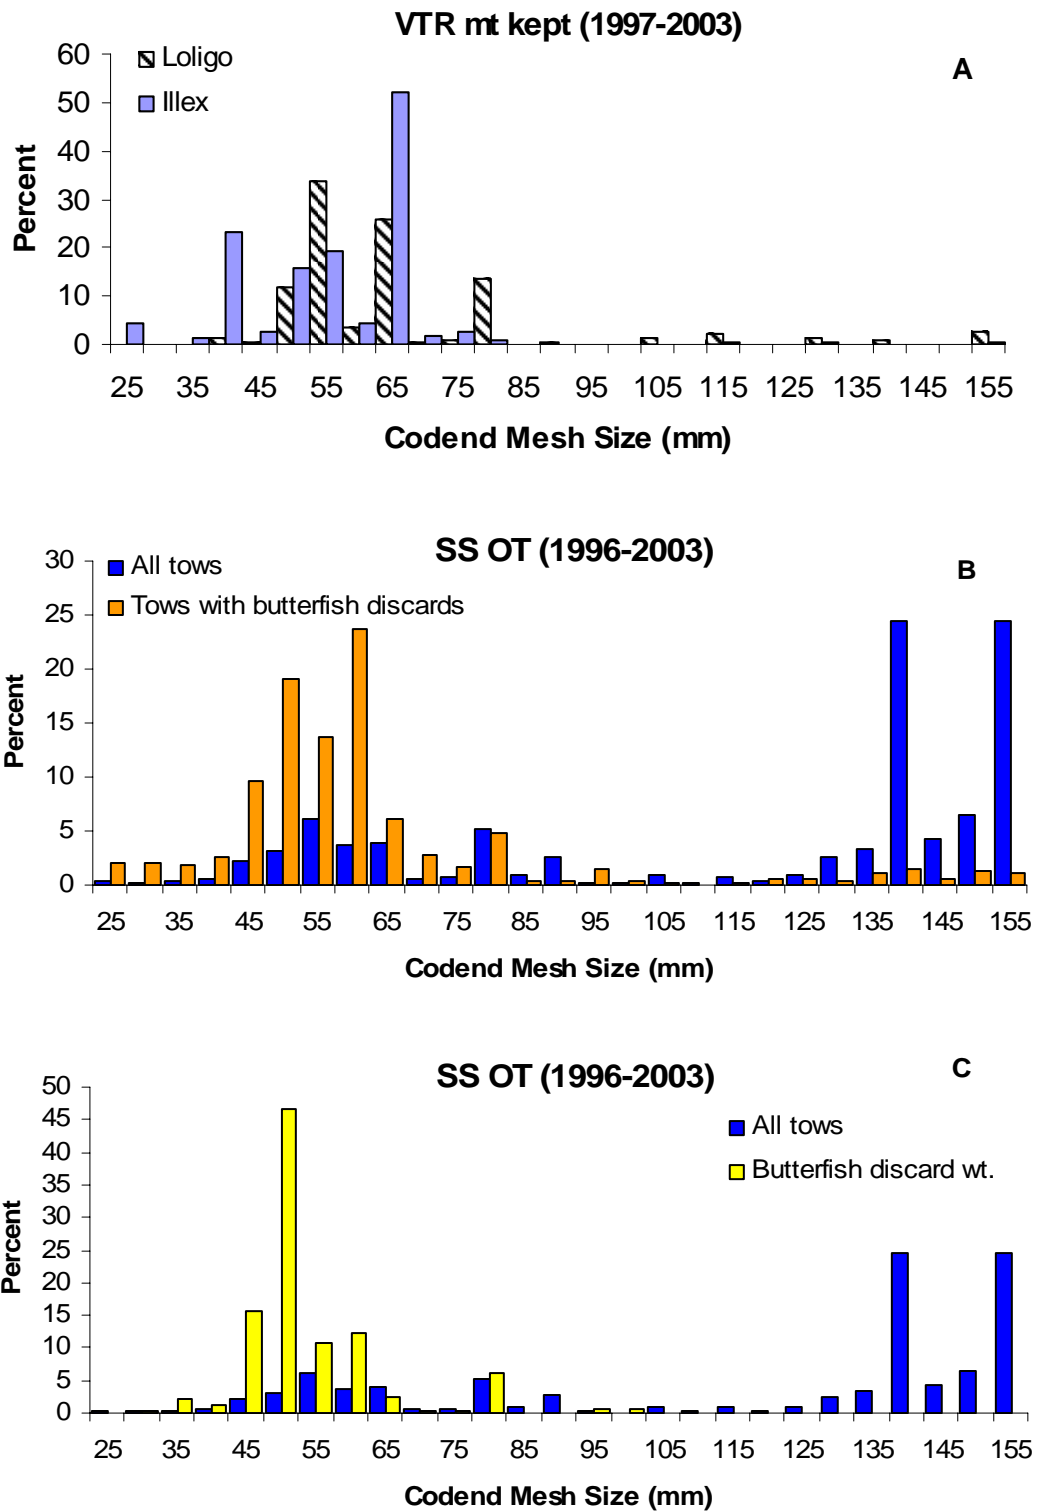 VTR mt kept (1997-2003)
A
Loligo
Illex
60
50
40
30
20
10
0
Percent
25 35 45 55 65 75 85 95 105 115 125 135 145 155
Codend Mesh Size (mm)
SS OT (1996-2003)
B
All tows
Tows with butterfish discards
30
25
20
15
10
5
0
Percent
25 35 45 55 65 75 85 95 105 115 125 135 145 155
Codend Mesh Size (mm)
SS OT (1996-2003)
C
All tows
Butterfish discard wt.
50
45
40
35
30
25
20
15
10
5
0
Percent
25 35 45 55 65 75 85 95 105 115 125 135 145 155
Codend Mesh Size (mm)